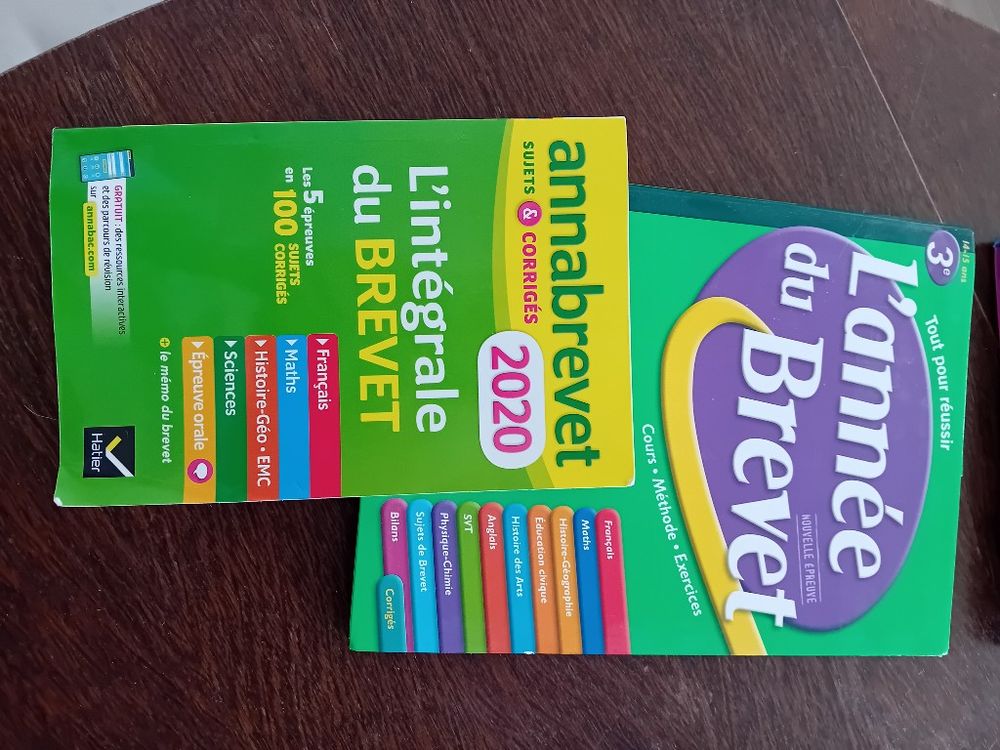 annabrevet
SUJETS & CORRIGÉS
2020
L'intégrale
du BREVET
Les 5 épreuves
en 100 SUJETS
CORRIGÉS
Français
Maths
Histoire-Géo • EMC
Sciences
Épreuve orale
+ le mémo du brevet
GRATUIT : des ressources interactives
et des parcours de révision
sur annabac.com
Hatier
14-15 ans
3e
Tout pour réussir
L'année
du Brevet
NOUVELLE ÉPREUVE
Cours • Méthode • Exercices
Français
Maths
Histoire-Géographie
Éducation civique
Histoire des Arts
Anglais
SVT
Physique-Chimie
Sujets de Brevet
Bilans
Corrigés